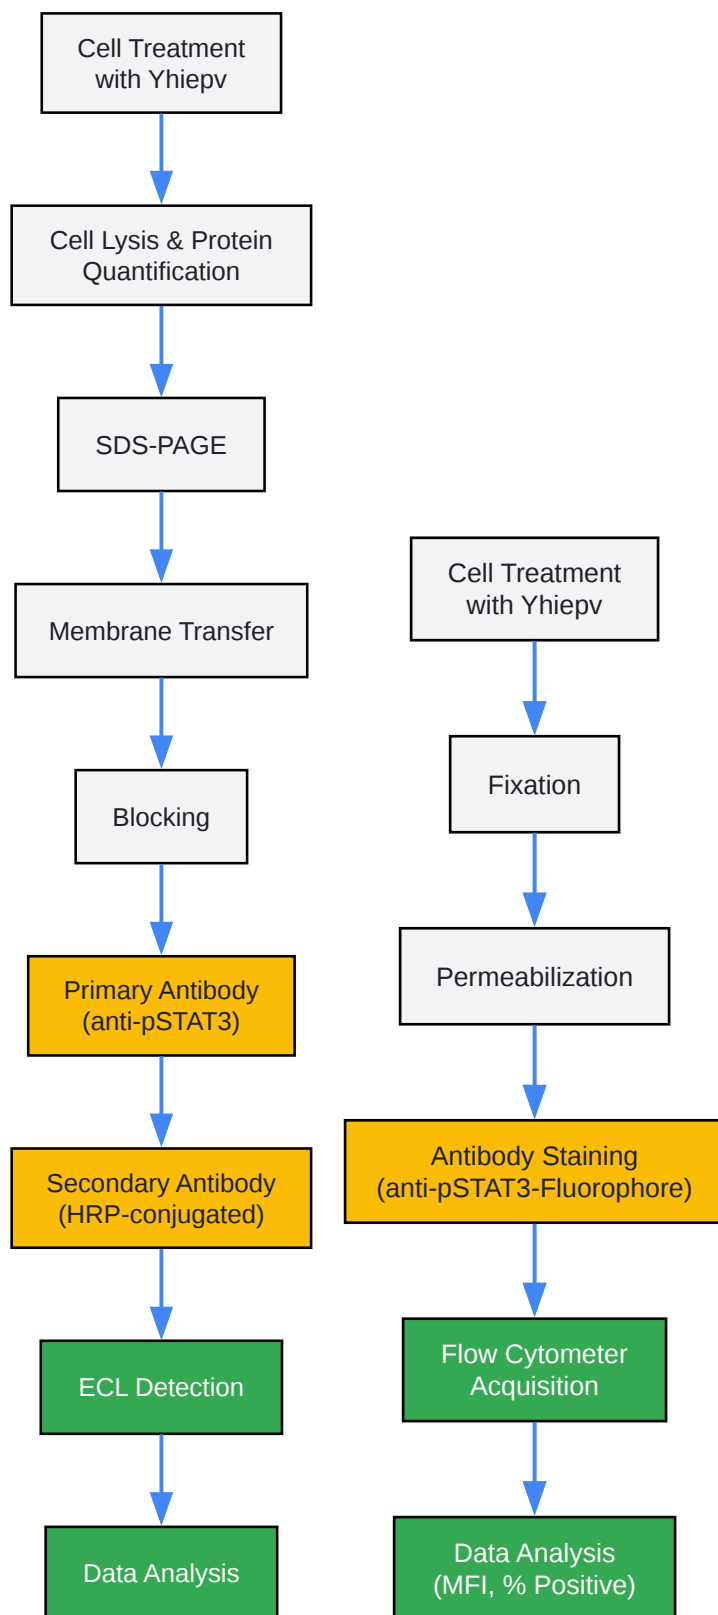 Cell Treatment
with Yhiepv
Cell Lysis & Protein
Quantification
SDS-PAGE
Membrane Transfer
Blocking
Primary Antibody
(anti-pSTAT3)
Secondary Antibody
(HRP-conjugated)
ECL Detection
Data Analysis
Cell Treatment
with Yhiepv
Fixation
Permeabilization
Antibody Staining
(anti-pSTAT3-Fluorophore)
Flow Cytometer
Acquisition
Data Analysis
(MFI, % Positive)